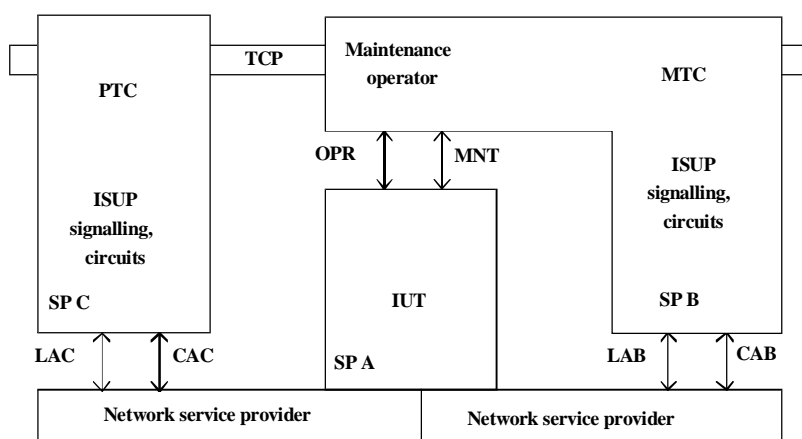 TCP
Maintenance
operator
PTC
MTC
OPR
MNT
ISUP
signalling,
circuits
ISUP
signalling,
circuits
SP C
IUT
SP B
LAC
CAC
SP A
LAB
CAB
Network service provider
Network service provider